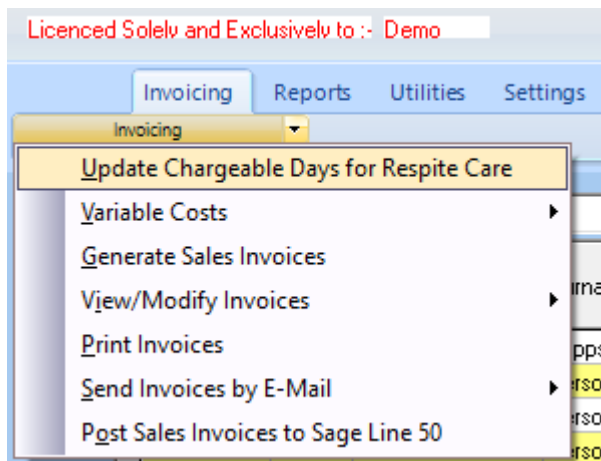 Licenced Solely and Exclusively to :- Demo
Invoicing Reports Utilities Settings
Invoicing
Update Chargeable Days for Respite Care
Variable Costs
Generate Sales Invoices
View/Modify Invoices
Print Invoices
Send Invoices by E-Mail
Post Sales Invoices to Sage Line 50